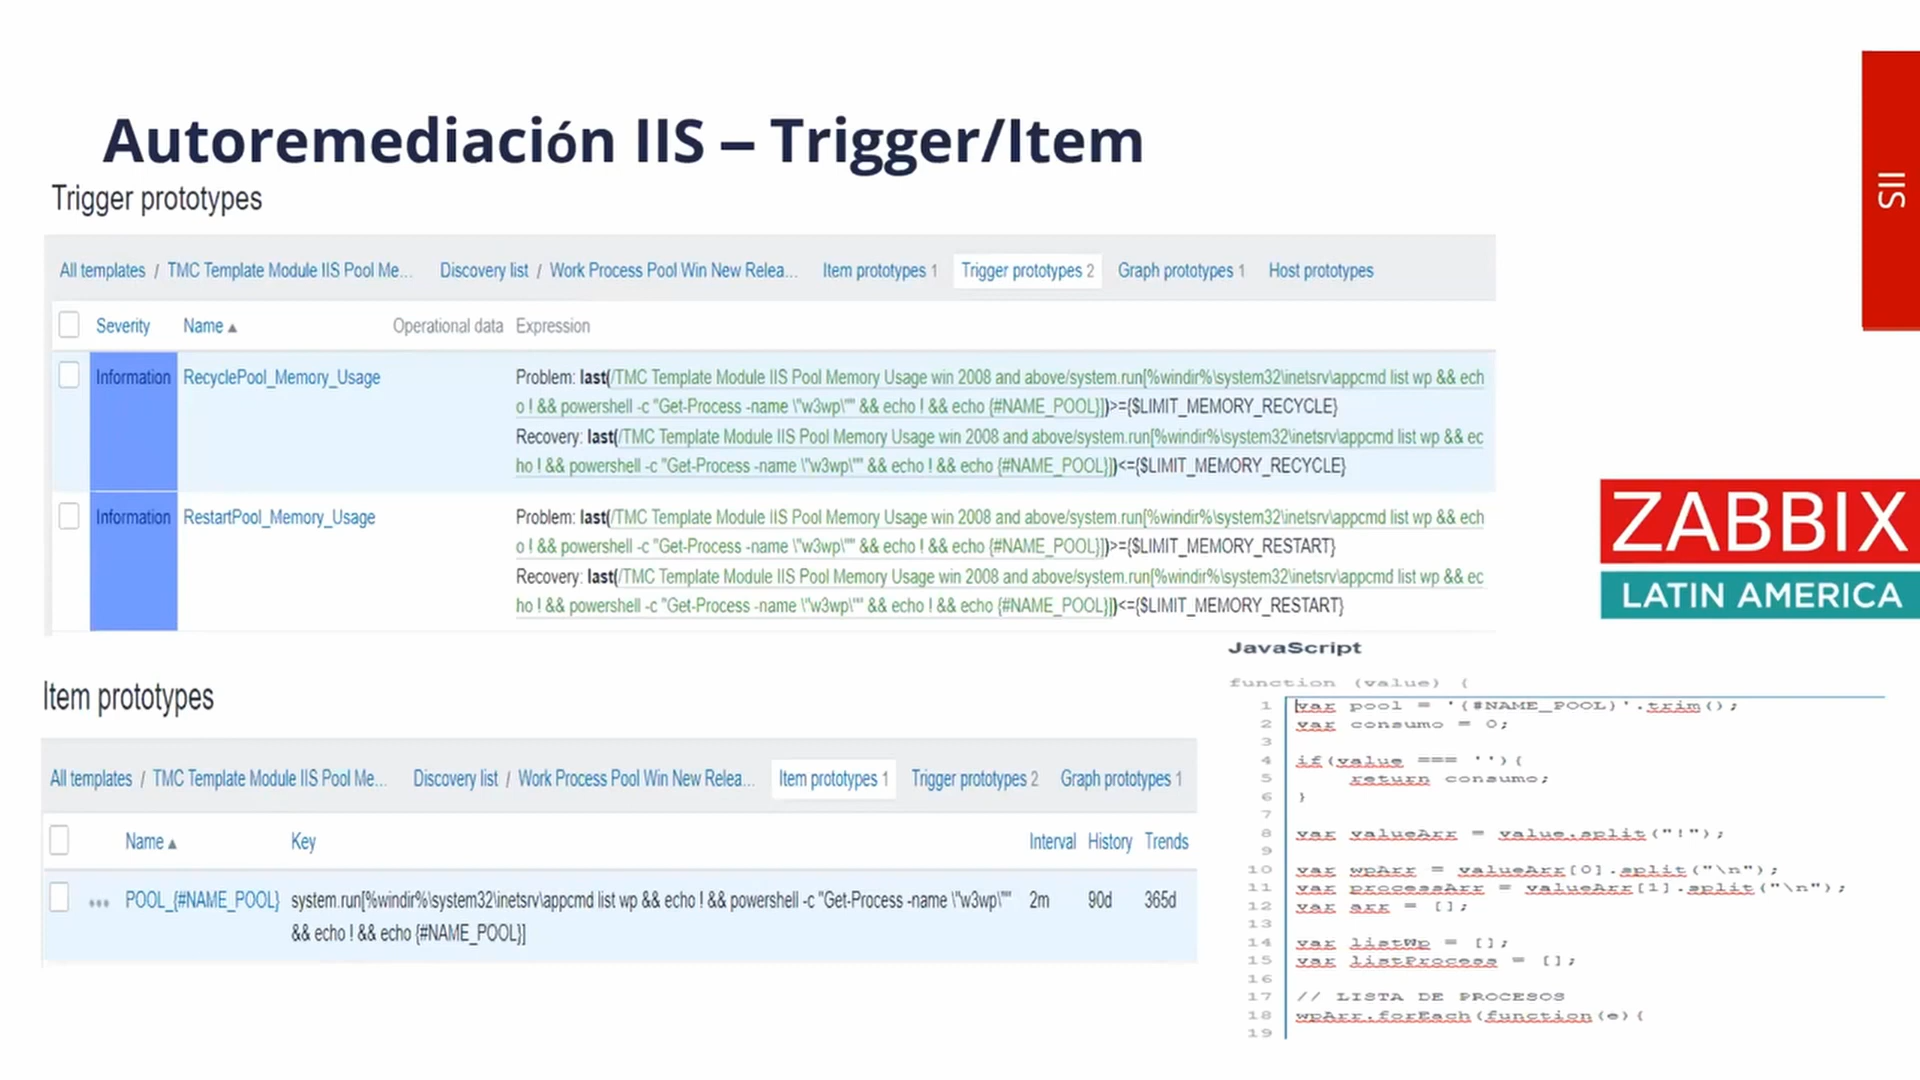 Autoremediación IIS – Trigger/Item
IIS
Trigger prototypes
All templates / TMC Template Module IIS Pool Me... Discovery list / Work Process Pool Win New Relea... Item prototypes 1 Trigger prototypes 2 Graph prototypes 1 Host prototypes
Severity Name ▲ Operational data Expression
Information RecyclePool_Memory_Usage Problem: last(/TMC Template Module IIS Pool Memory Usage win 2008 and above/system.run[%windir%\system32\inetsrv\appcmd list wp && ech
o ! && powershell -c "Get-Process -name \"w3wp\"" && echo ! && echo {#NAME_POOL}])>={$LIMIT_MEMORY_RECYCLE}
Recovery: last(/TMC Template Module IIS Pool Memory Usage win 2008 and above/system.run[%windir%\system32\inetsrv\appcmd list wp && ec
ho ! && powershell -c "Get-Process -name \"w3wp\"" && echo ! && echo {#NAME_POOL}])<={$LIMIT_MEMORY_RECYCLE}
Information RestartPool_Memory_Usage Problem: last(/TMC Template Module IIS Pool Memory Usage win 2008 and above/system.run[%windir%\system32\inetsrv\appcmd list wp && ech
o ! && powershell -c "Get-Process -name \"w3wp\"" && echo ! && echo {#NAME_POOL}])>={$LIMIT_MEMORY_RESTART}
Recovery: last(/TMC Template Module IIS Pool Memory Usage win 2008 and above/system.run[%windir%\system32\inetsrv\appcmd list wp && ec
ho ! && powershell -c "Get-Process -name \"w3wp\"" && echo ! && echo {#NAME_POOL}])<={$LIMIT_MEMORY_RESTART}
ZABBIX
LATIN AMERICA
Item prototypes
All templates / TMC Template Module IIS Pool Me... Discovery list / Work Process Pool Win New Relea... Item prototypes 1 Trigger prototypes 2 Graph prototypes 1
Name ▲ Key Interval History Trends
POOL_{#NAME_POOL} system.run[%windir%\system32\inetsrv\appcmd list wp && echo ! && powershell -c "Get-Process -name \"w3wp\"" 2m 90d 365d
&& echo ! && echo {#NAME_POOL}]
JavaScript
function (value) {
1 var pool = '{#NAME_POOL}'.trim();
2 var consumo = 0;
3
4 if(value === ''){
5 return consumo;
6 }
7
8 var valueArr = value.split("!");
9
10 var wpArr = valueArr[0].split("\n");
11 var processArr = valueArr[1].split("\n");
12 var arr = [];
13
14 var listWp = [];
15 var listProcess = [];
16
17 // LISTA DE PROCESOS
18 wpArr.forEach(function(e){
19